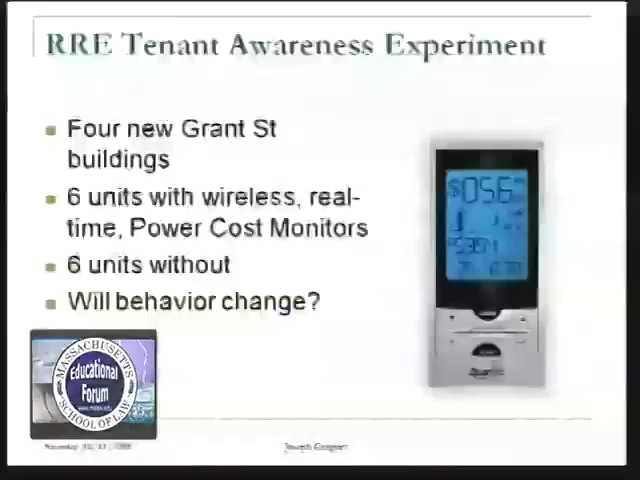 RRE Tenant Awareness Experiment
Four new Grant St
buildings
6 units with wireless, real-
time, Power Cost Monitors
6 units without
Will behavior change?
MASSACHUSETTS
Educational
Forum
SCHOOL OF LAW
Joseph